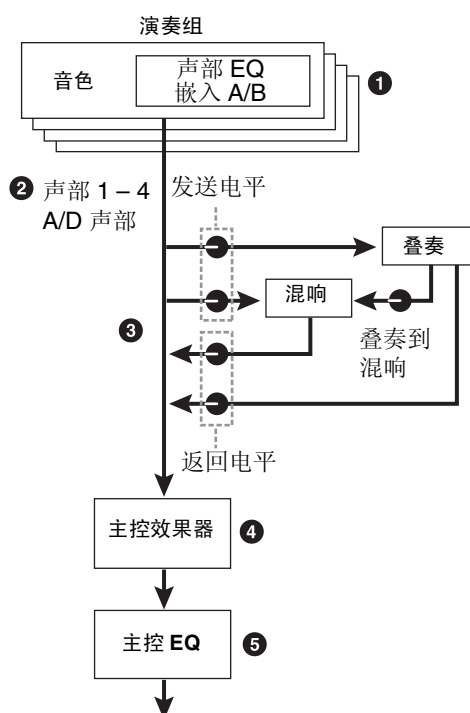 演奏组
音色
声部 EQ
嵌入 A/B
❶
❷ 声部 1 – 4
A/D 声部
发送电平
叠奏
混响
❸
叠奏到
混响
返回电平
主控效果器
❹
主控 EQ
❺